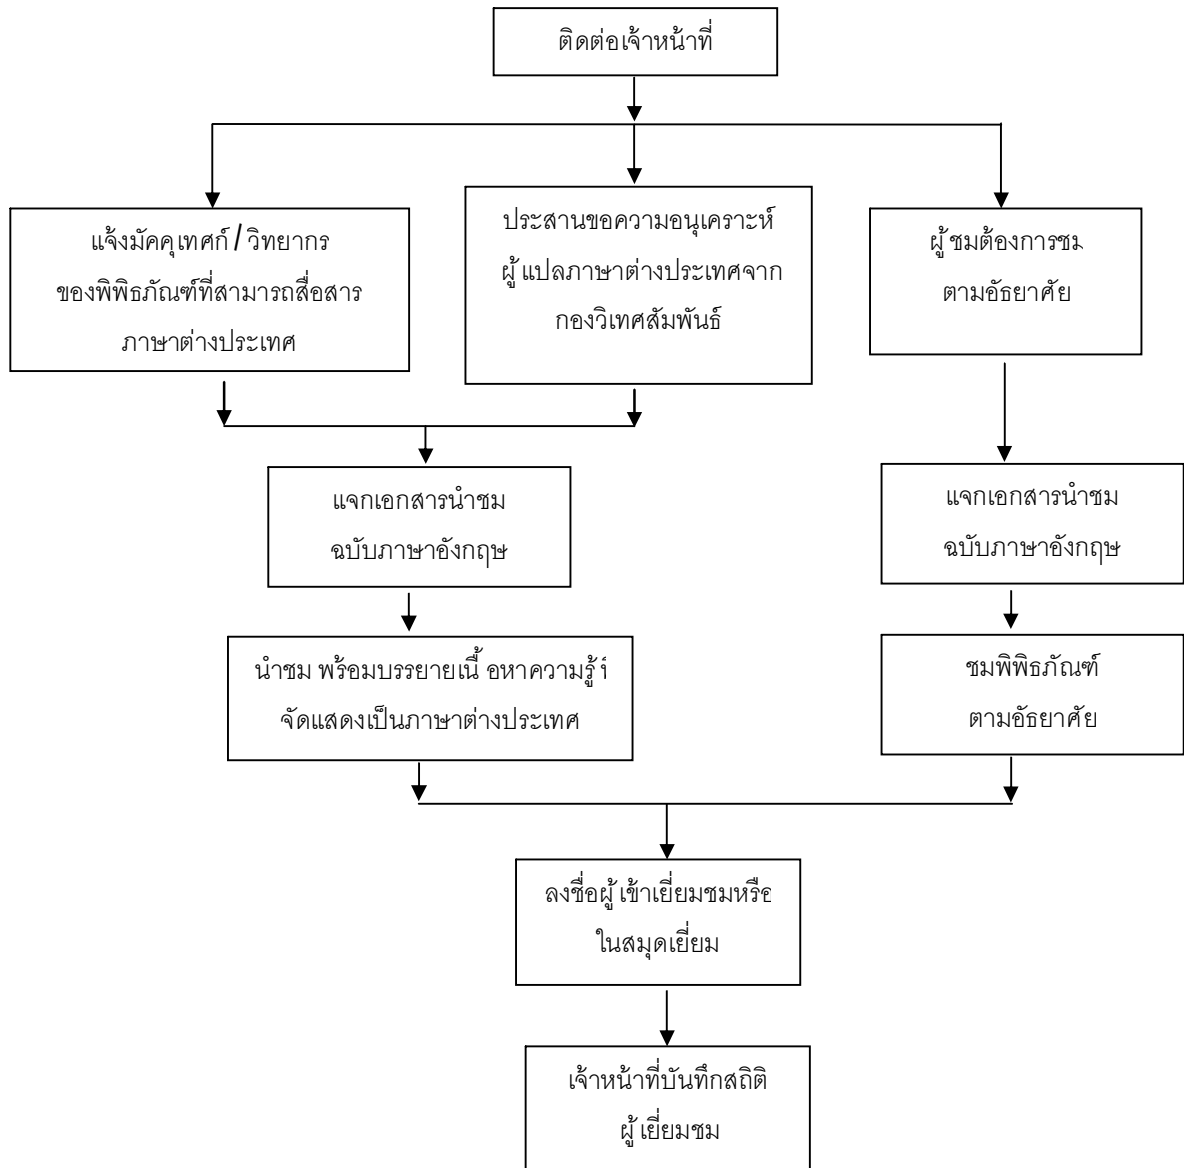 ติดต่อเจ้าหน้าที่
แจ้งมัคคุเทศก์ / วิทยากร
ของพิพิธภัณฑ์ที่สามารถสื่อสาร
ภาษาต่างประเทศ
ประสานขอความอนุเคราะห์
ผู้แปลภาษาต่างประเทศจาก
กองวิเทศสัมพันธ์
ผู้ชมต้องการชม
ตามอัธยาศัย
แจกเอกสารนำชม
ฉบับภาษาอังกฤษ
แจกเอกสารนำชม
ฉบับภาษาอังกฤษ
นำชม พร้อมบรรยายเนื้อหาความรู้
จัดแสดงเป็นภาษาต่างประเทศ
ชมพิพิธภัณฑ์
ตามอัธยาศัย
ลงชื่อผู้เข้าเยี่ยมชมหรือ
ในสมุดเยี่ยม
เจ้าหน้าที่บันทึกสถิติ
ผู้เยี่ยมชม